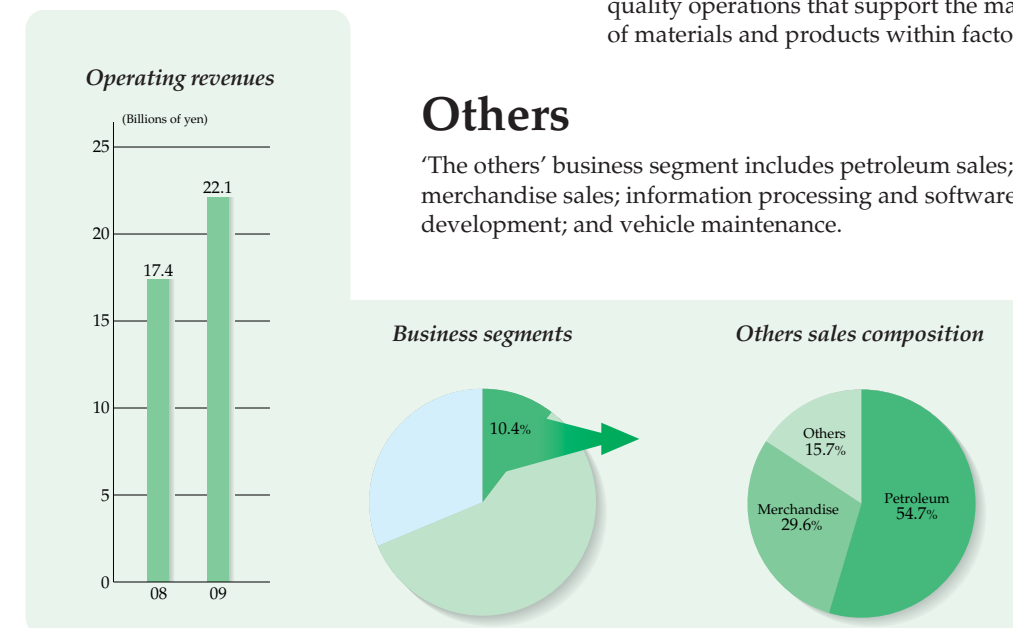 quality operations that support the
of materials and products within
Others
‘The others’ business segment includes petroleum sales;
merchandise sales; information processing and software
development; and vehicle maintenance.
Operating revenues
(Billions of yen)
25
20
15
10
5
0
17.4
22.1
08
09
Business segments
10.4%
Others sales composition
Others
15.7%
Merchandise
29.6%
Petroleum
54.7%